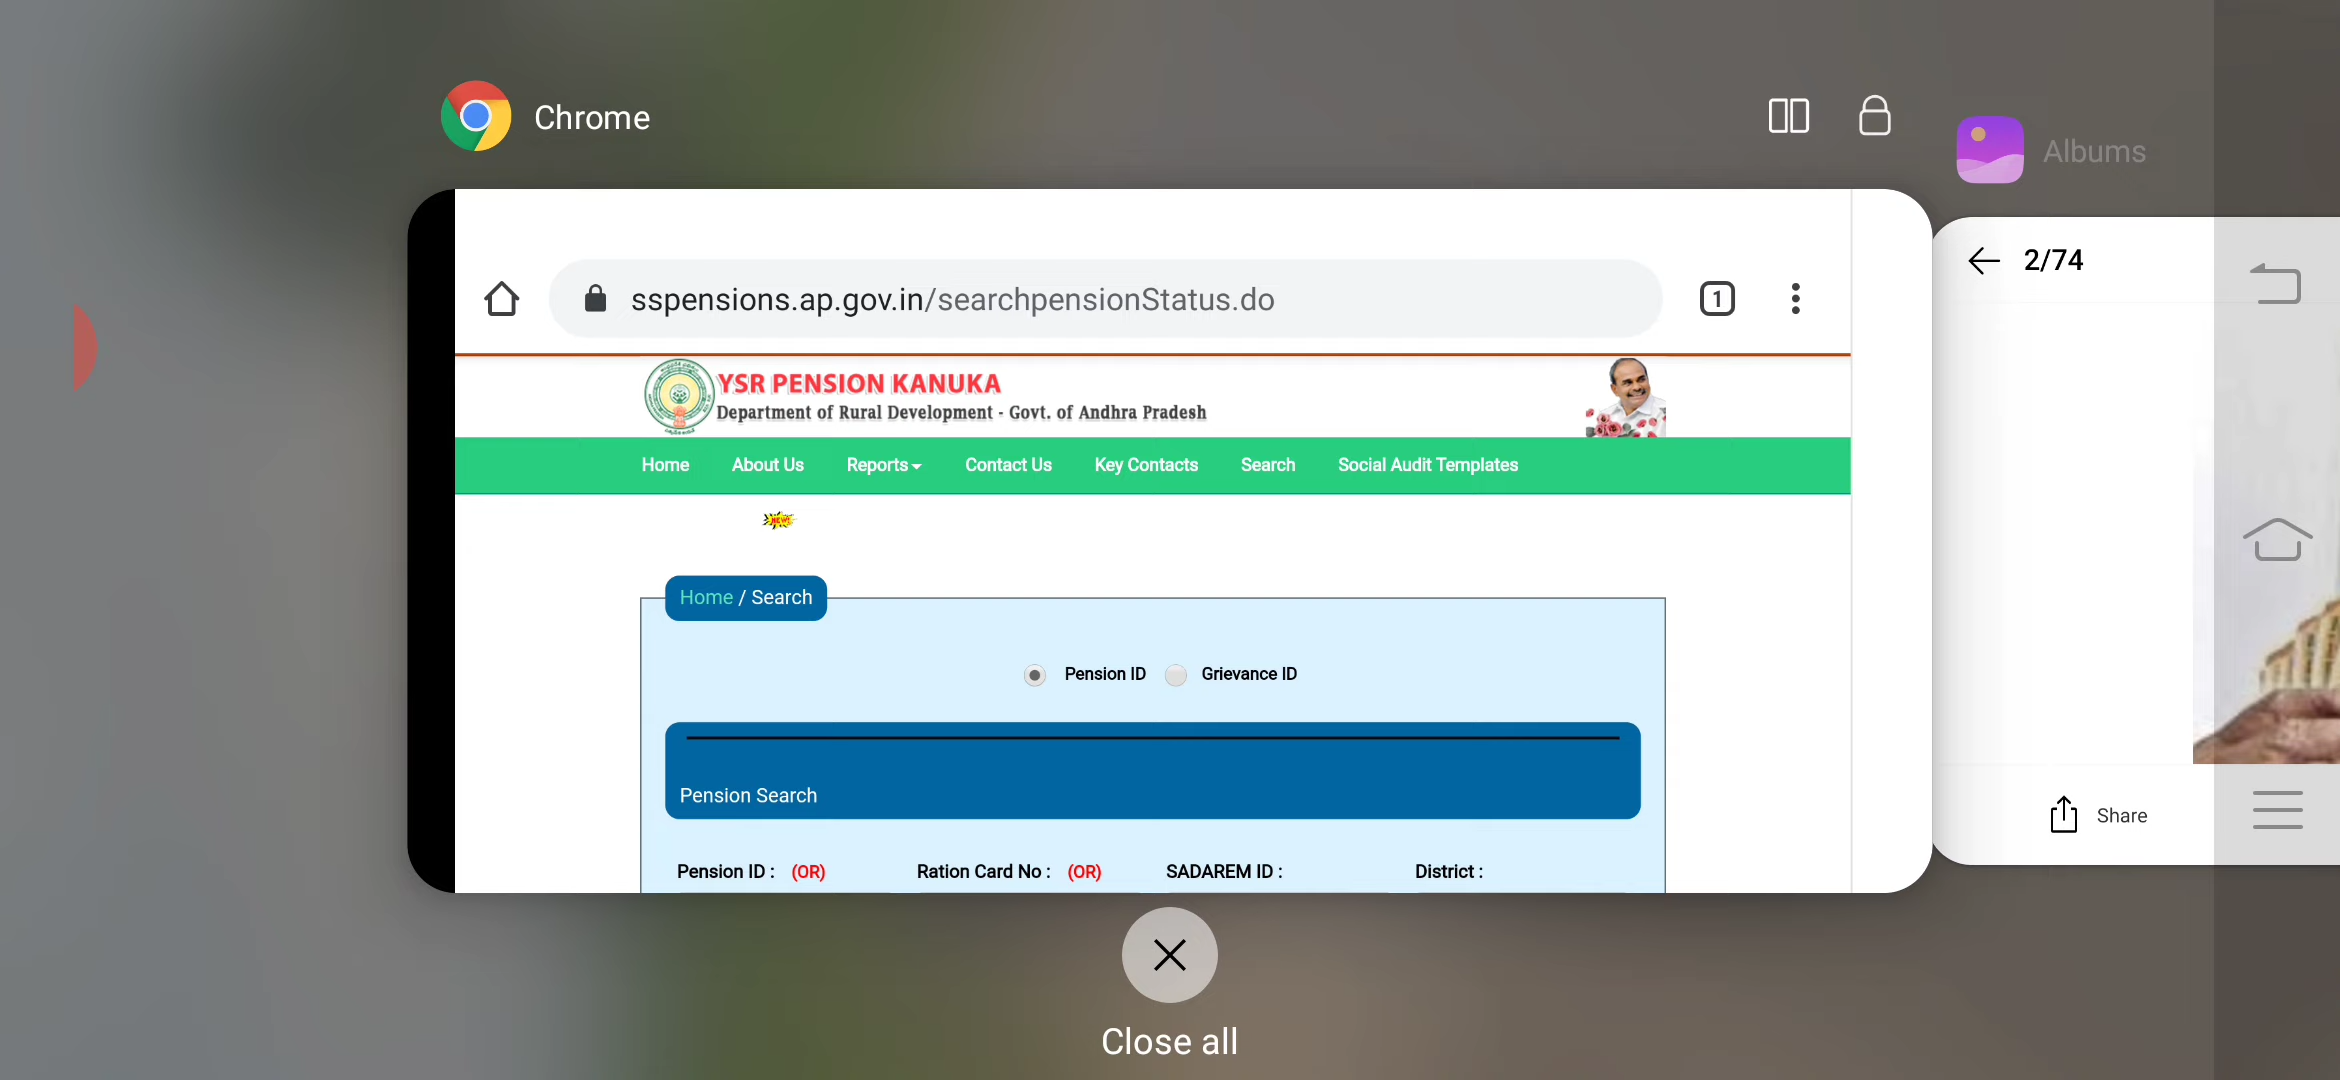 Chrome
Albums
sspensions.ap.gov.in/searchpensionStatus.do
1
2/74
YSR PENSION KANUKA
Department of Rural Development - Govt. of Andhra Pradesh
Home About Us Reports Contact Us Key Contacts Search Social Audit Templates
NEW!
Home / Search
Pension ID Grievance ID
Pension Search
Share
Pension ID : (OR) Ration Card No : (OR) SADAREM ID : District :
Close all